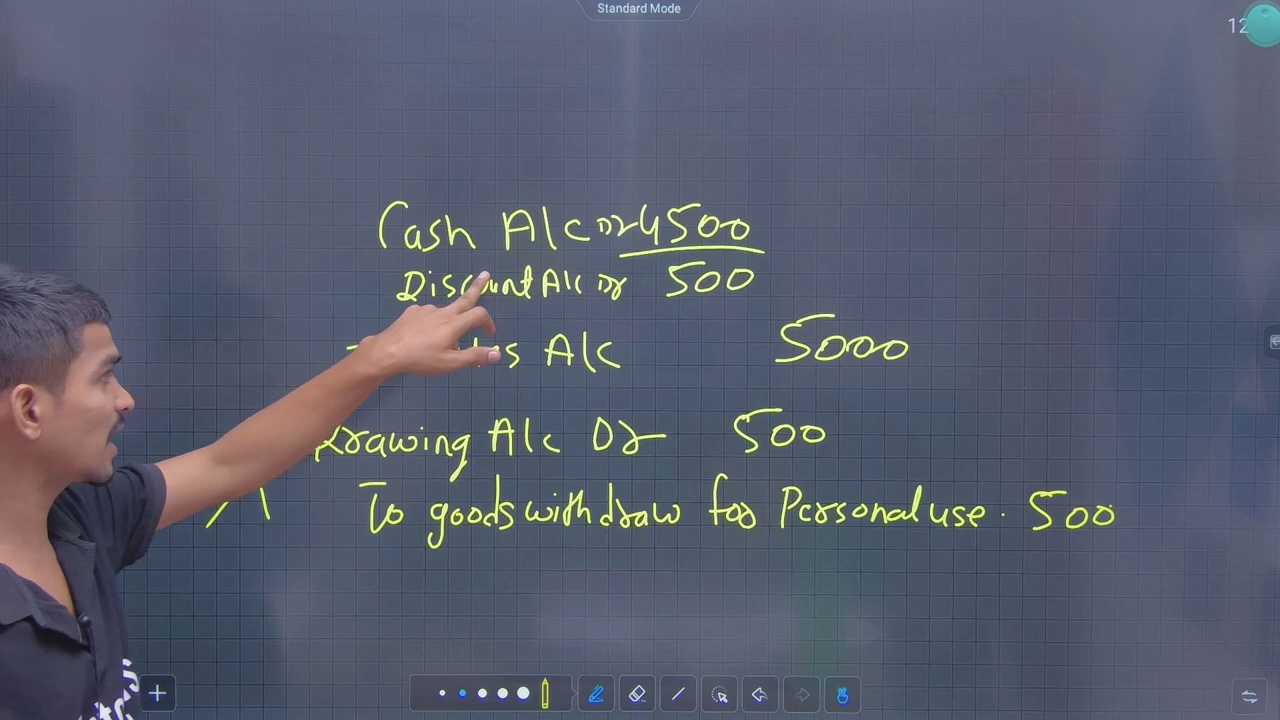 Standard Mode
12
Cash A/c Dr 4500
Discount A/c Dr 500
A/c 5000
Drawing A/c Dr 500
To goods withdraw for Personal use. 500